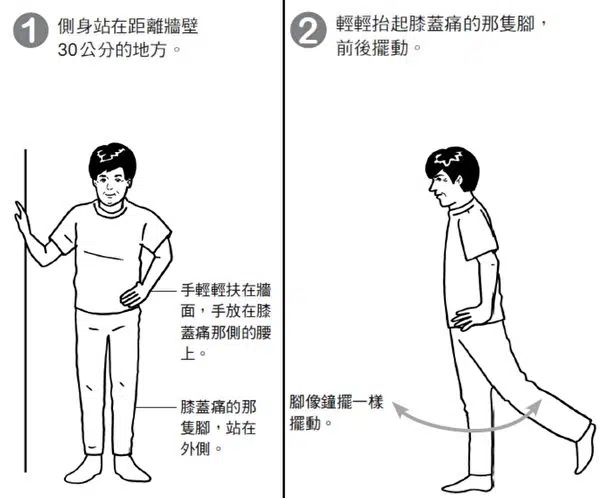 1 側身站在距離牆壁
30公分的地方。
手輕輕扶在牆
面，手放在膝
蓋痛那側的腰
上。
膝蓋痛的那
隻腳，站在
外側。
2 輕輕抬起膝蓋痛的那隻腳，
前後擺動。
腳像鐘擺一樣
擺動。